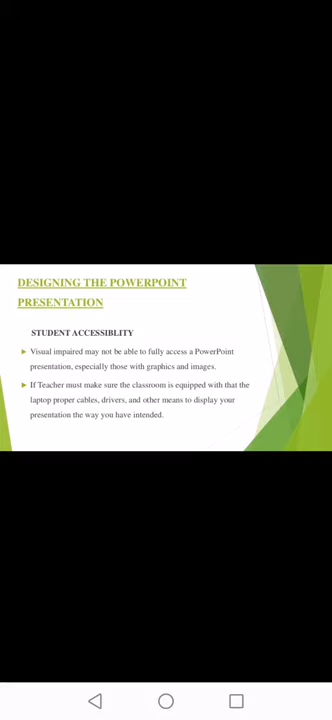 DESIGNING THE POWERPOINT
PRESENTATION
STUDENT ACCESSIBLITY
Visual impaired may not be able to fully access a PowerPoint
presentation, especially those with graphics and images.
If Teacher must make sure the classroom is equipped with that the
laptop proper cables, drivers, and other means to display your
presentation the way you have intended.